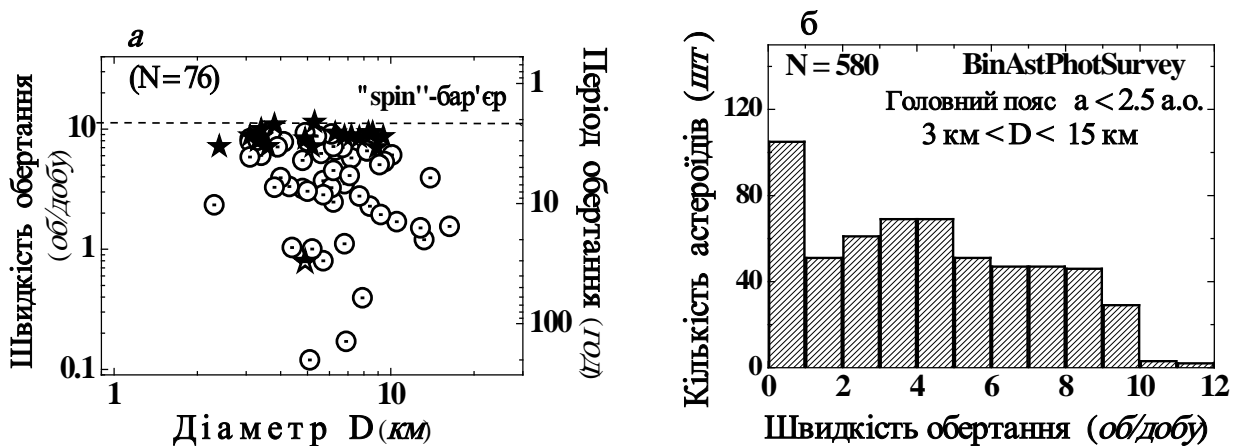 а
(N=76)
"spin"-бар'єр
10
1
0.1
Швидкість обертання
(об/добу)
1
10
100
Період обертання (год)
1
10
Діаметр D (км)
б
N = 580 BinAstPhotSurvey
Головний пояс a < 2.5 а.о.
3 км < D < 15 км
120
80
40
0
Кількість астероїдів (шт)
0 2 4 6 8 10 12
Швидкість обертання (об/добу)